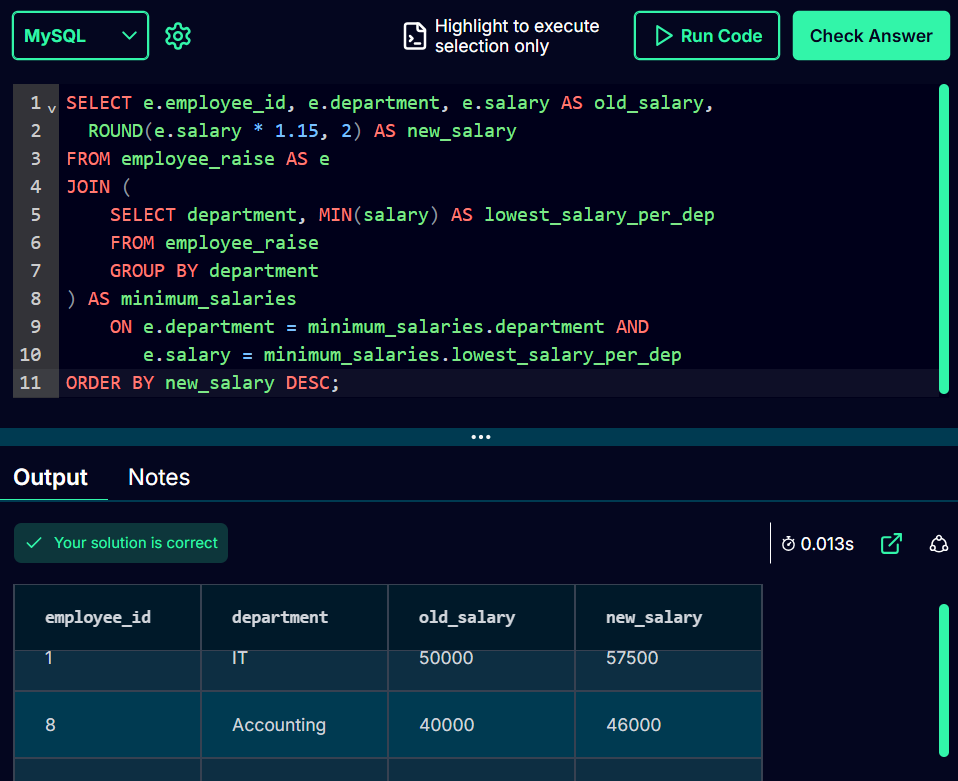 MySQL
Highlight to execute
selection only
Run Code
Check Answer
1 SELECT e.employee_id, e.department, e.salary AS old_salary,
2 ROUND(e.salary * 1.15, 2) AS new_salary
3 FROM employee_raise AS e
4 JOIN (
5 SELECT department, MIN(salary) AS lowest_salary_per_dep
6 FROM employee_raise
7 GROUP BY department
8 ) AS minimum_salaries
9 ON e.department = minimum_salaries.department AND
10 e.salary = minimum_salaries.lowest_salary_per_dep
11 ORDER BY new_salary DESC;
Output Notes
Your solution is correct
0.013s
employee_id department old_salary new_salary
1 IT 50000 57500
8 Accounting 40000 46000